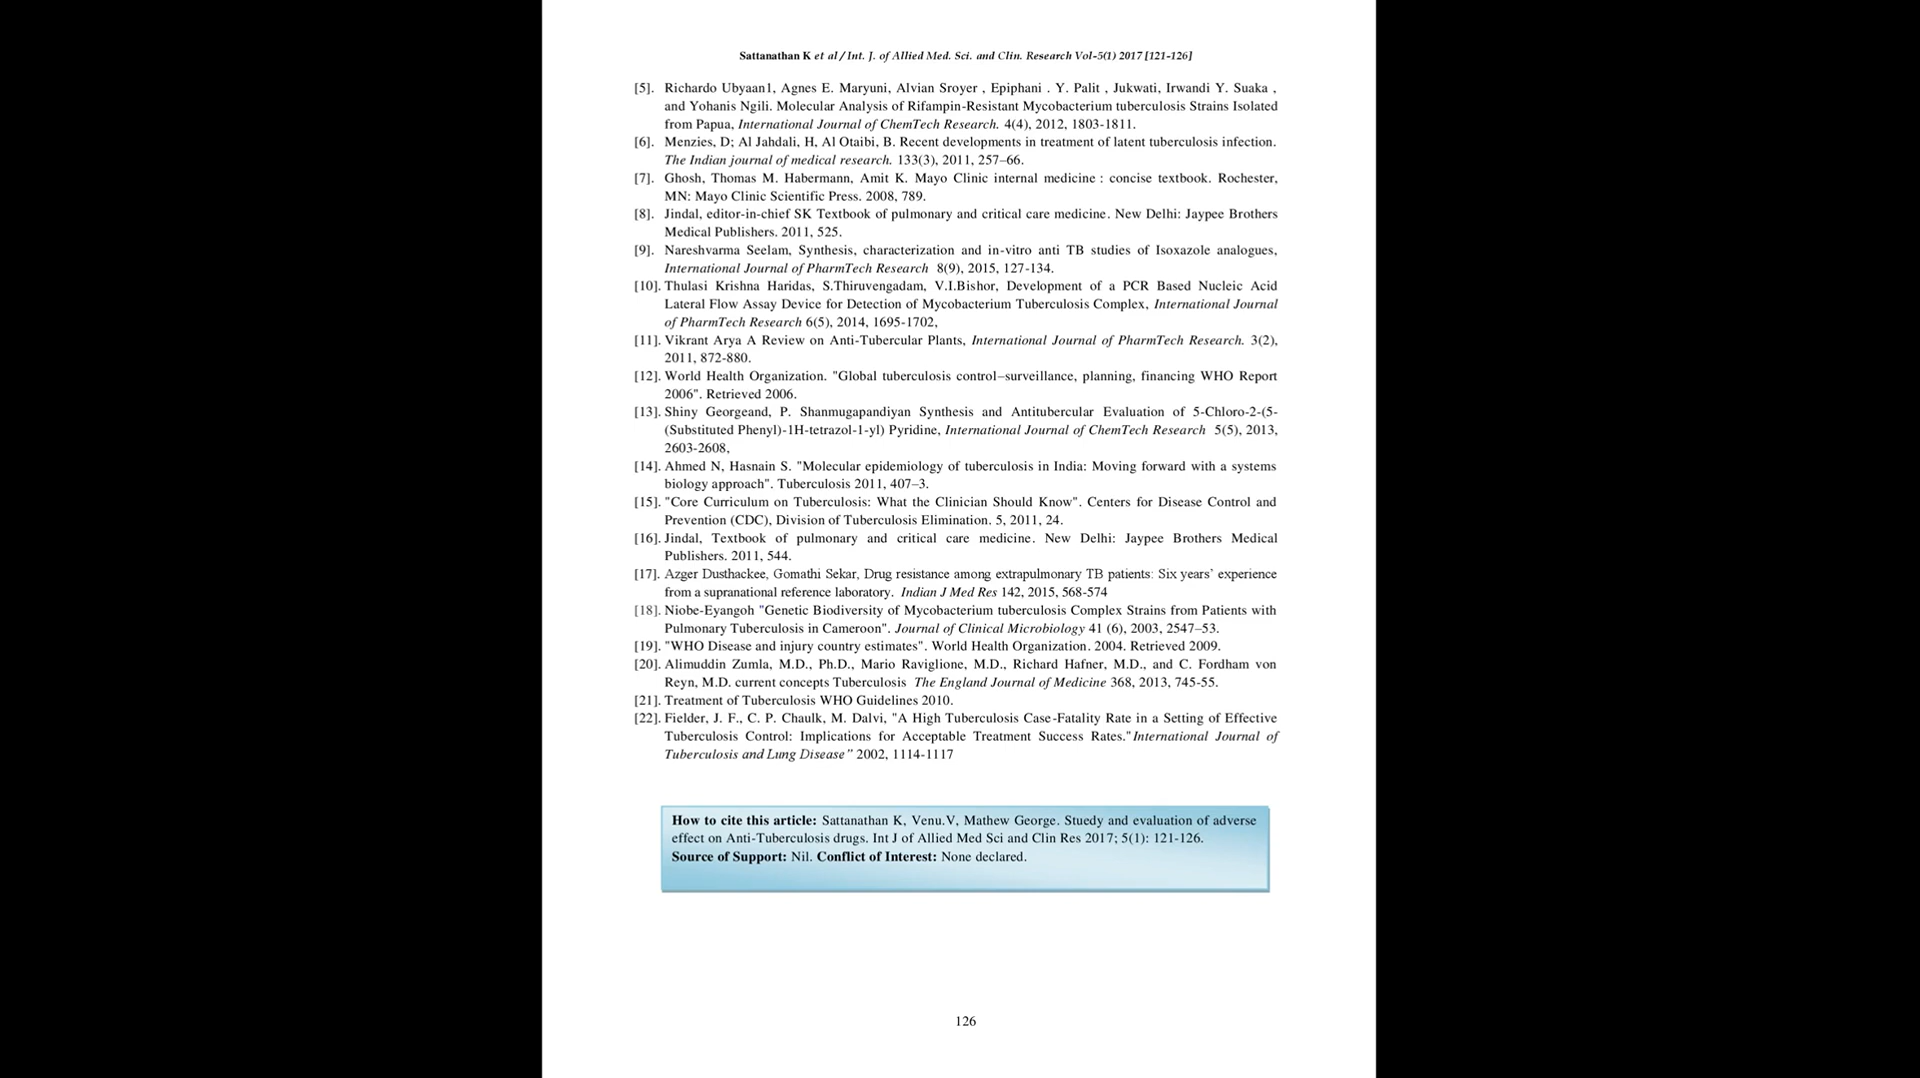 Sattanathan K et al / Int. J. of Allied Med. Sci. and Clin. Research Vol-5(1) 2017 [121-126]
[5]. Richardo Ubyaan1, Agnes E. Maryuni, Alvian Sroyer , Epiphani . Y. Palit , Jukwati, Irwandi Y. Suaka ,
and Yohanis Ngili. Molecular Analysis of Rifampin-Resistant Mycobacterium tuberculosis Strains Isolated
from Papua, International Journal of ChemTech Research. 4(4), 2012, 1803-1811.
[6]. Menzies, D; Al Jahdali, H, Al Otaibi, B. Recent developments in treatment of latent tuberculosis infection.
The Indian journal of medical research. 133(3), 2011, 257–66.
[7]. Ghosh, Thomas M. Habermann, Amit K. Mayo Clinic internal medicine : concise textbook. Rochester,
MN: Mayo Clinic Scientific Press. 2008, 789.
[8]. Jindal, editor-in-chief SK Textbook of pulmonary and critical care medicine. New Delhi: Jaypee Brothers
Medical Publishers. 2011, 525.
[9]. Nareshvarma Seelam, Synthesis, characterization and in-vitro anti TB studies of Isoxazole analogues,
International Journal of PharmTech Research 8(9), 2015, 127-134.
[10]. Thulasi Krishna Haridas, S.Thiruvengadam, V.I.Bishor, Development of a PCR Based Nucleic Acid
Lateral Flow Assay Device for Detection of Mycobacterium Tuberculosis Complex, International Journal
of PharmTech Research 6(5), 2014, 1695-1702,
[11]. Vikrant Arya A Review on Anti-Tubercular Plants, International Journal of PharmTech Research. 3(2),
2011, 872-880.
[12]. World Health Organization. "Global tuberculosis control–surveillance, planning, financing WHO Report
2006". Retrieved 2006.
[13]. Shiny Georgeand, P. Shanmugapandiyan Synthesis and Antitubercular Evaluation of 5-Chloro-2-(5-
(Substituted Phenyl)-1H-tetrazol-1-yl) Pyridine, International Journal of ChemTech Research 5(5), 2013,
2603-2608,
[14]. Ahmed N, Hasnain S. "Molecular epidemiology of tuberculosis in India: Moving forward with a systems
biology approach". Tuberculosis 2011, 407–3.
[15]. "Core Curriculum on Tuberculosis: What the Clinician Should Know". Centers for Disease Control and
Prevention (CDC), Division of Tuberculosis Elimination. 5, 2011, 24.
[16]. Jindal, Textbook of pulmonary and critical care medicine. New Delhi: Jaypee Brothers Medical
Publishers. 2011, 544.
[17]. Azger Dusthackee, Gomathi Sekar, Drug resistance among extrapulmonary TB patients: Six years’ experience
from a supranational reference laboratory. Indian J Med Res 142, 2015, 568-574
[18]. Niobe-Eyangoh "Genetic Biodiversity of Mycobacterium tuberculosis Complex Strains from Patients with
Pulmonary Tuberculosis in Cameroon". Journal of Clinical Microbiology 41 (6), 2003, 2547–53.
[19]. "WHO Disease and injury country estimates". World Health Organization. 2004. Retrieved 2009.
[20]. Alimuddin Zumla, M.D., Ph.D., Mario Raviglione, M.D., Richard Hafner, M.D., and C. Fordham von
Reyn, M.D. current concepts Tuberculosis The England Journal of Medicine 368, 2013, 745-55.
[21]. Treatment of Tuberculosis WHO Guidelines 2010.
[22]. Fielder, J. F., C. P. Chaulk, M. Dalvi, "A High Tuberculosis Case-Fatality Rate in a Setting of Effective
Tuberculosis Control: Implications for Acceptable Treatment Success Rates." International Journal of
Tuberculosis and Lung Disease” 2002, 1114-1117
How to cite this article: Sattanathan K, Venu.V, Mathew George. Stuedy and evaluation of adverse
effect on Anti-Tuberculosis drugs. Int J of Allied Med Sci and Clin Res 2017; 5(1): 121-126.
Source of Support: Nil. Conflict of Interest: None declared.
126